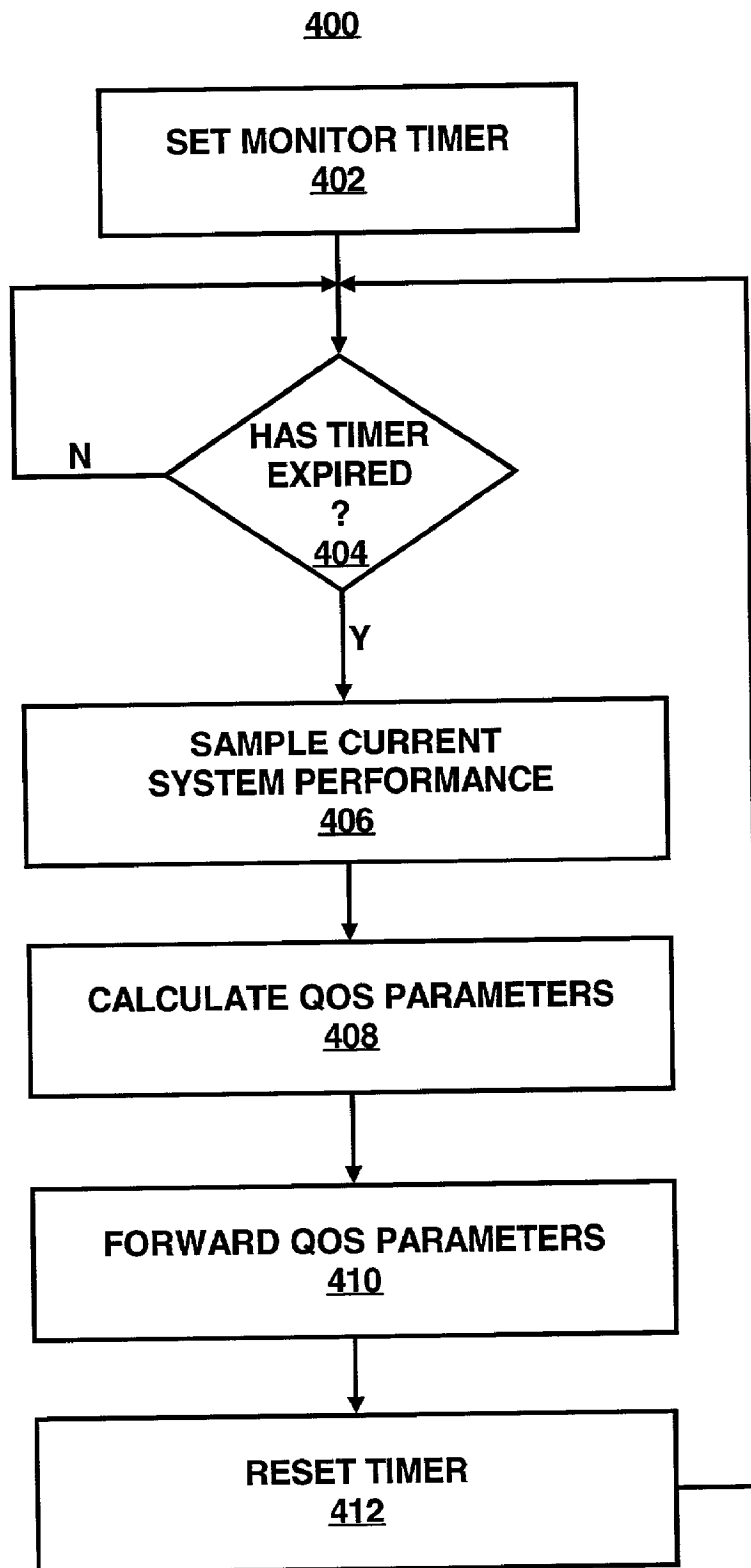 400
SET MONITOR TIMER
402
HAS TIMER
EXPIRED
?
404
N
Y
SAMPLE CURRENT
SYSTEM PERFORMANCE
406
CALCULATE QOS PARAMETERS
408
FORWARD QOS PARAMETERS
410
RESET TIMER
412